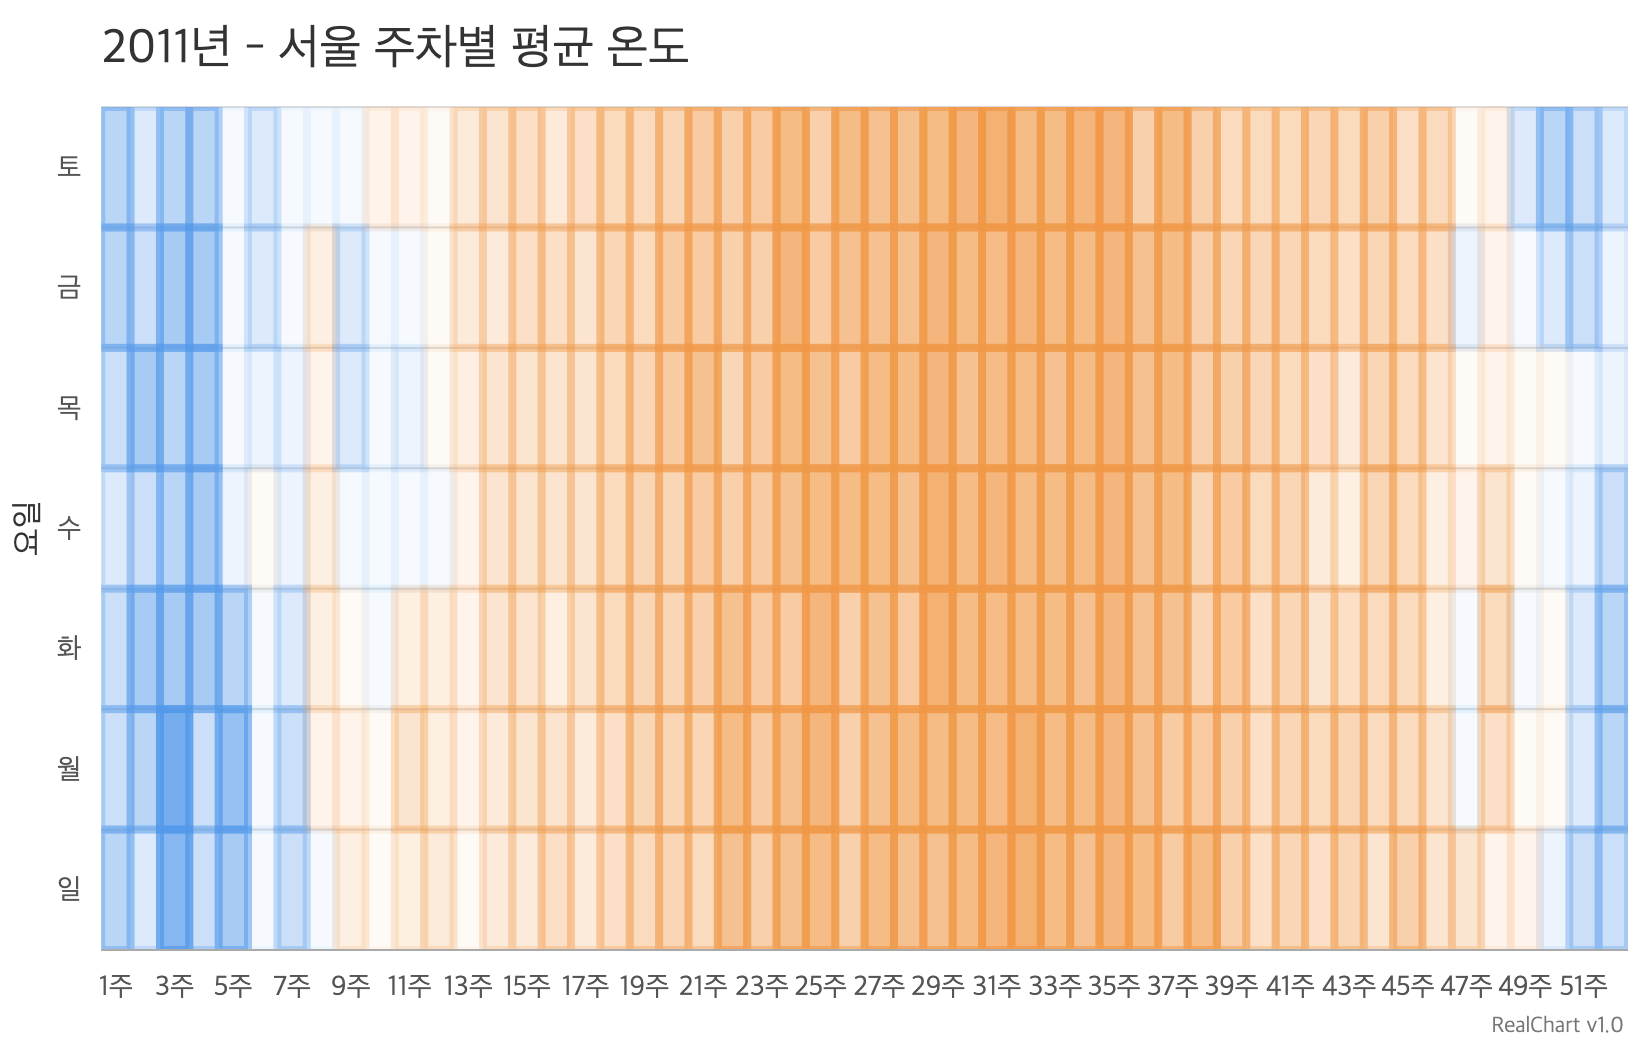 2011년 - 서울 주차별 평균 온도
요일
토
금
목
수
화
월
일
1주 3주 5주 7주 9주 11주 13주 15주 17주 19주 21주 23주 25주 27주 29주 31주 33주 35주 37주 39주 41주 43주 45주 47주 49주 51주
RealChart v1.0